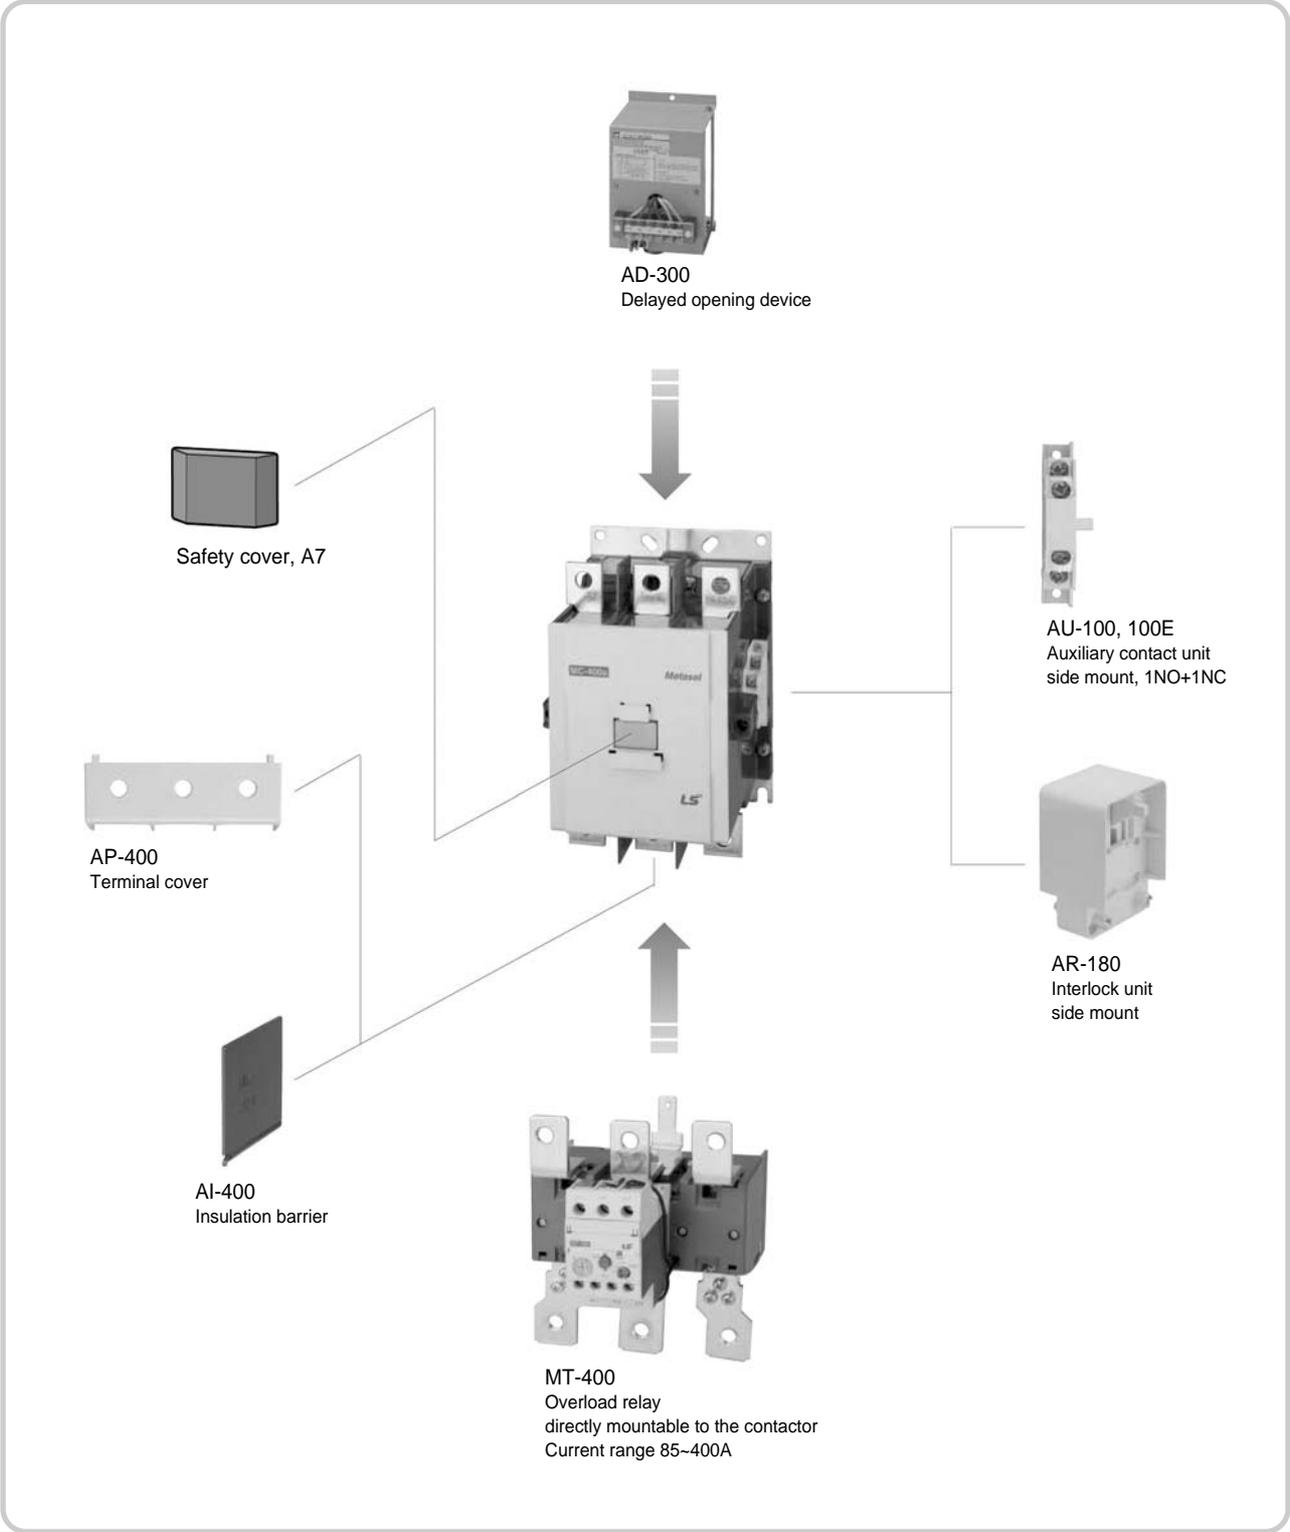 AD-300
Delayed opening device
Safety cover, A7
AU-100, 100E
Auxiliary contact unit
side mount, 1NO+1NC
MC-400a
Metasol
LS
AP-400
Terminal cover
AR-180
Interlock unit
side mount
AI-400
Insulation barrier
LS
MT-400
Overload relay
directly mountable to the contactor
Current range 85~400A